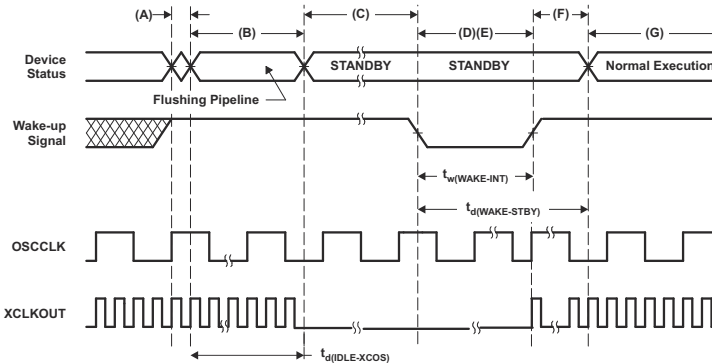 (A)
(B)
(C)
(D)(E)
(F)
(G)
Device
Status
STANDBY
STANDBY
Normal Execution
Flushing Pipeline
Wake-up
Signal
tw(WAKE-INT)
td(WAKE-STBY)
OSCCLK
XCLKOUT
td(IDLE-XCOS)